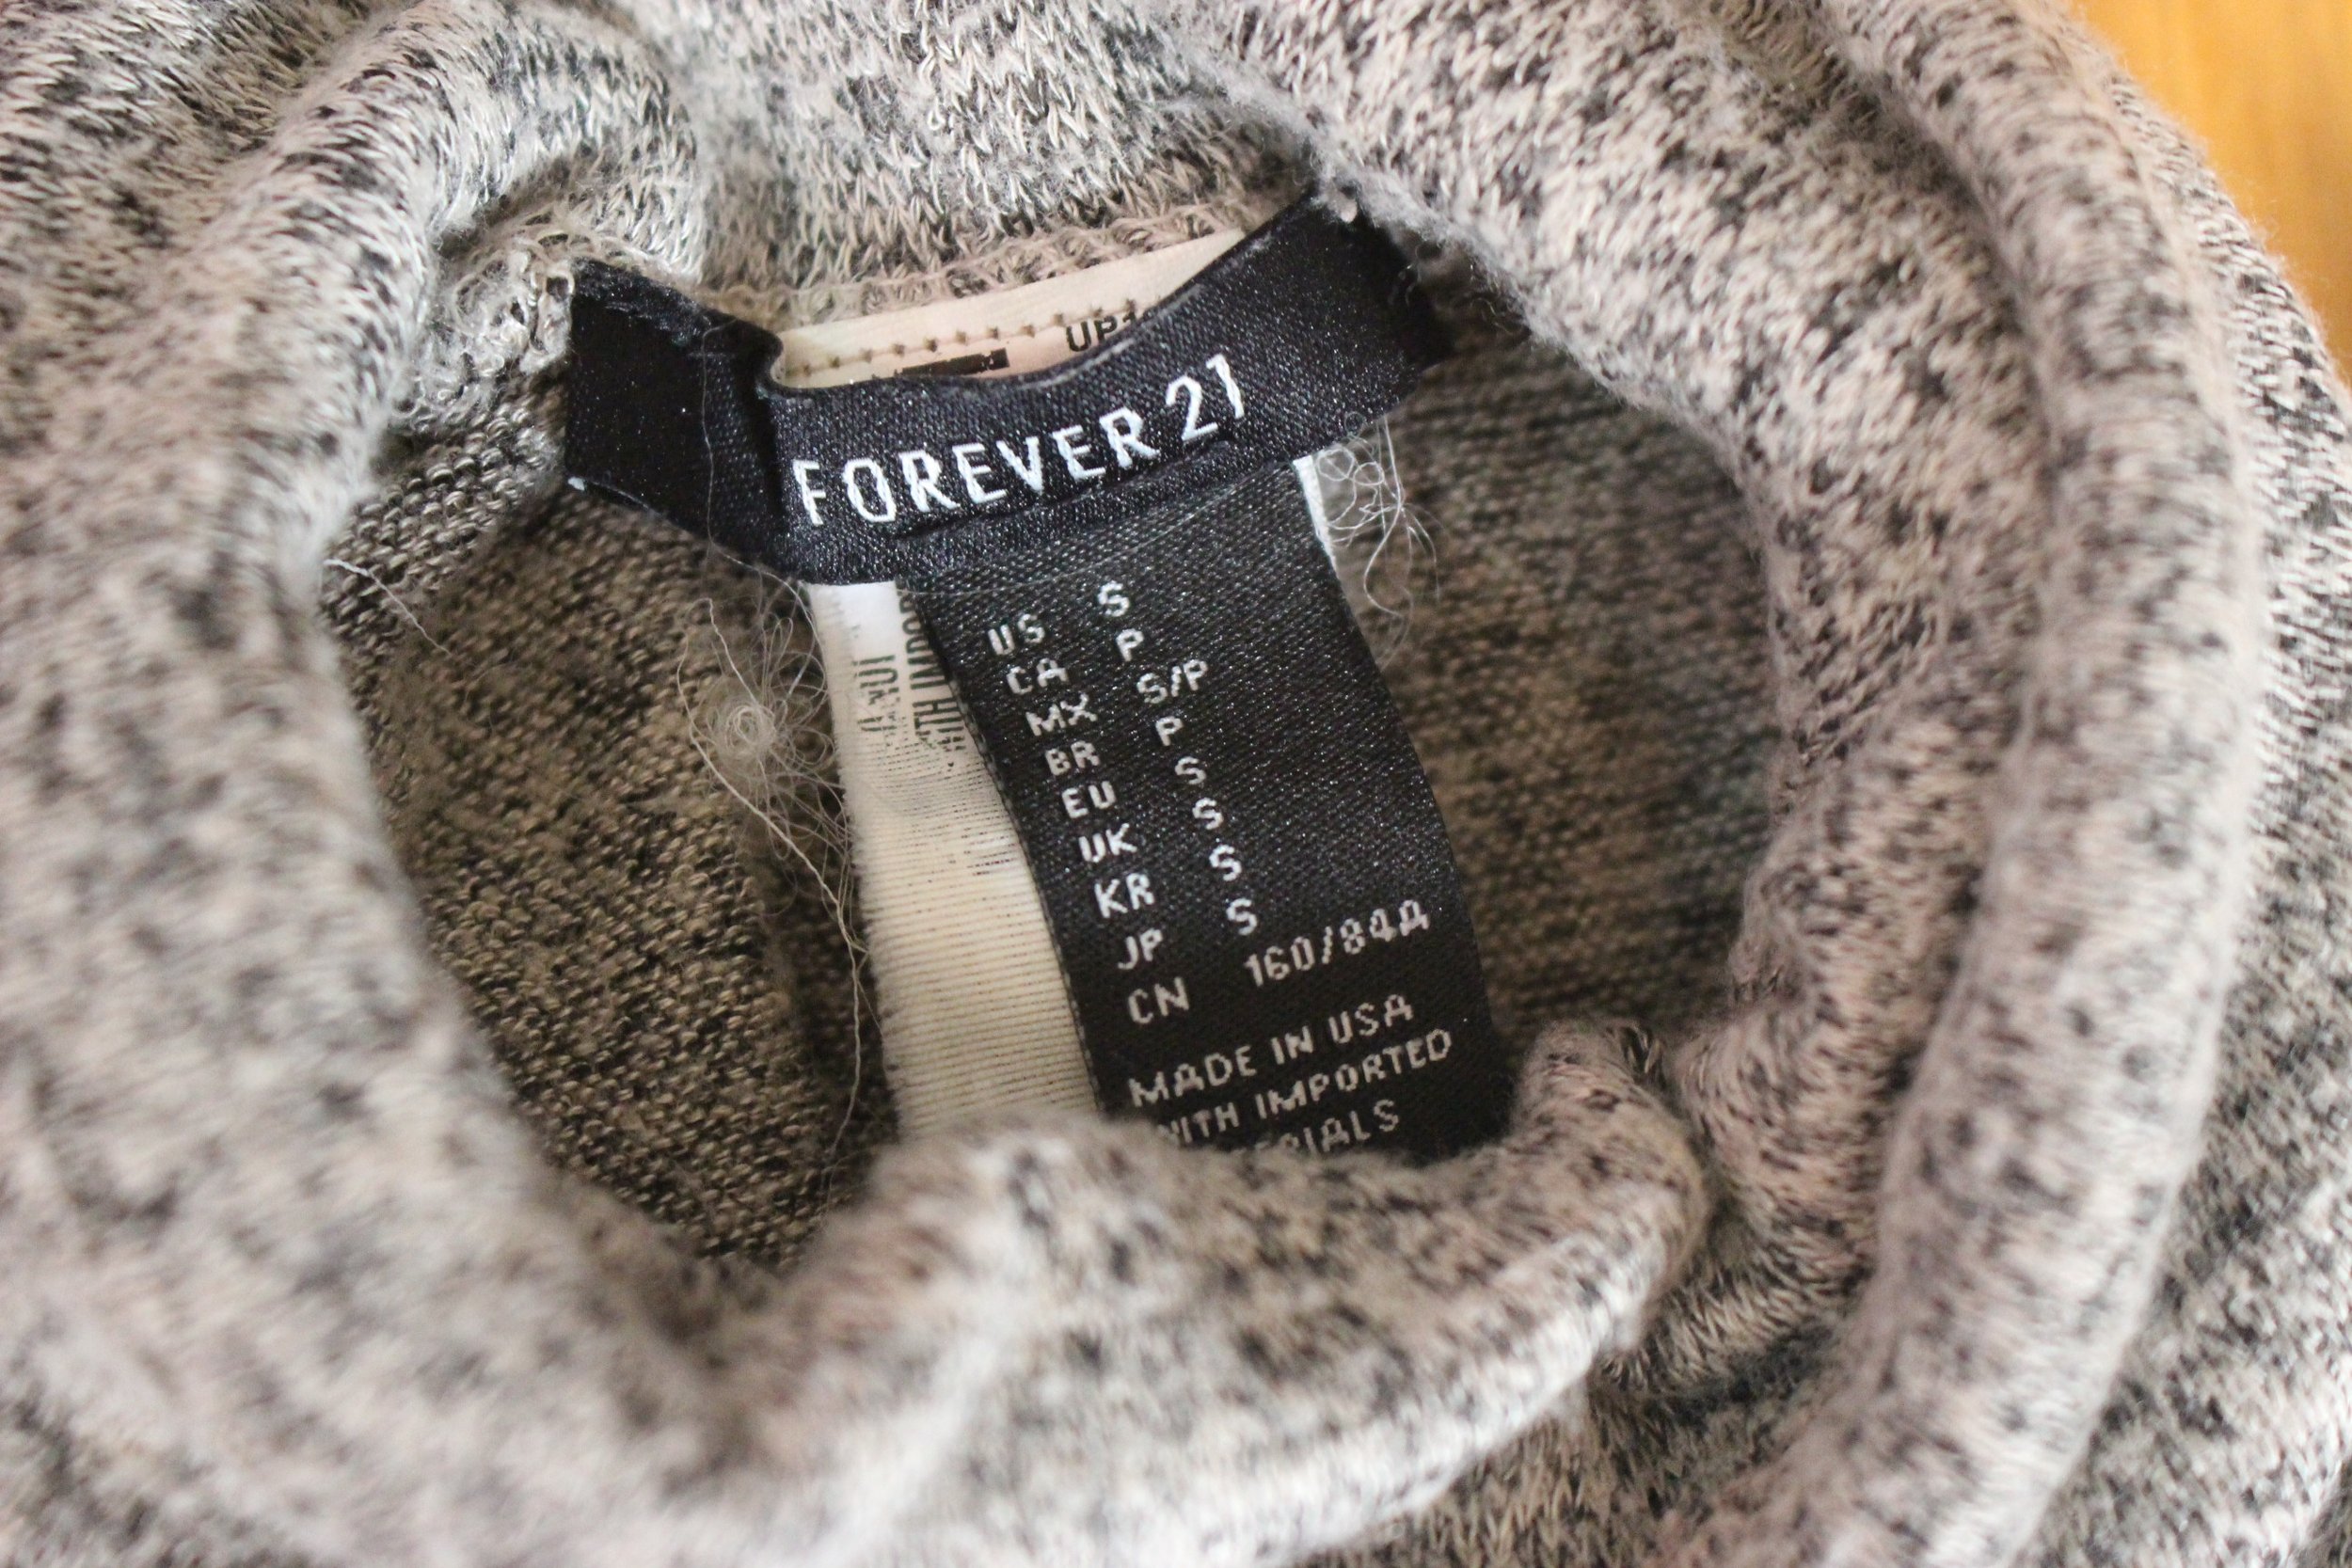 FOREVER 21
US S
CA P
MX S/P
BR P
EU S
UK S
KR S
JP S
CN 160/84A
MADE IN USA
WITH IMPORTED